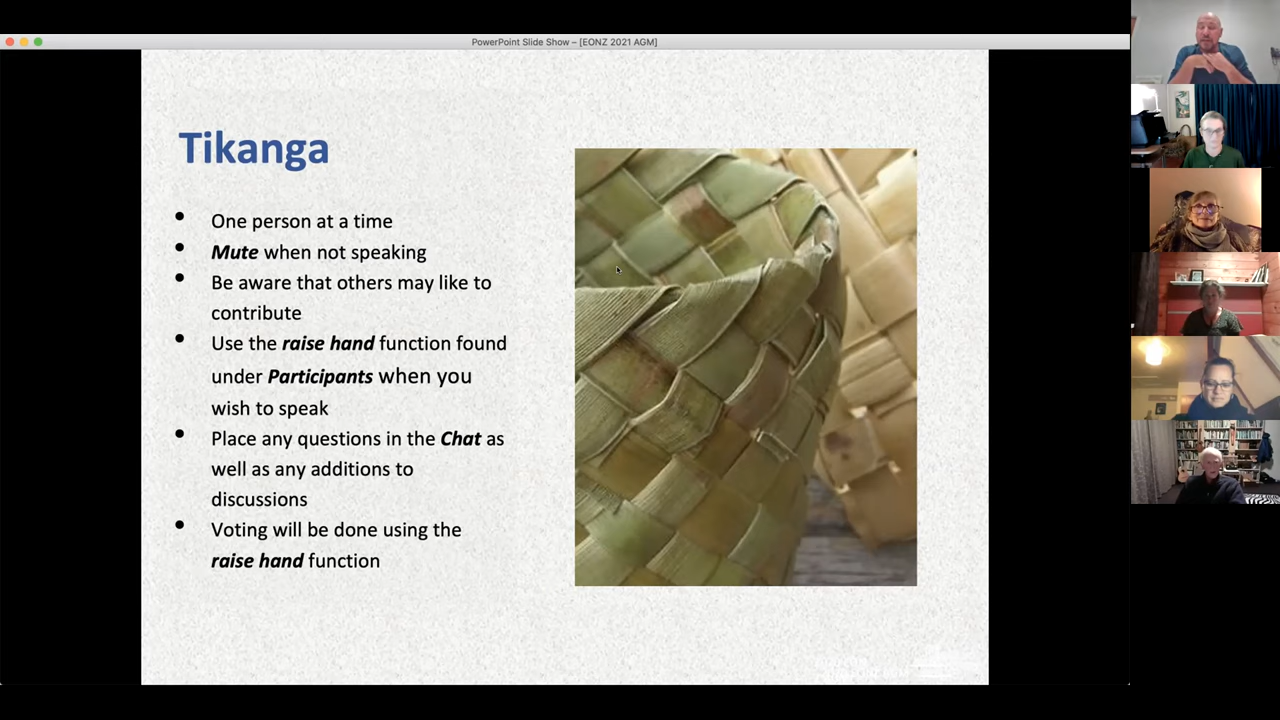 PowerPoint Slide Show – [EONZ 2021 AGM]
Tikanga
• One person at a time
• Mute when not speaking
• Be aware that others may like to
contribute
• Use the raise hand function found
under Participants when you
wish to speak
• Place any questions in the Chat as
well as any additions to
discussions
• Voting will be done using the
raise hand function